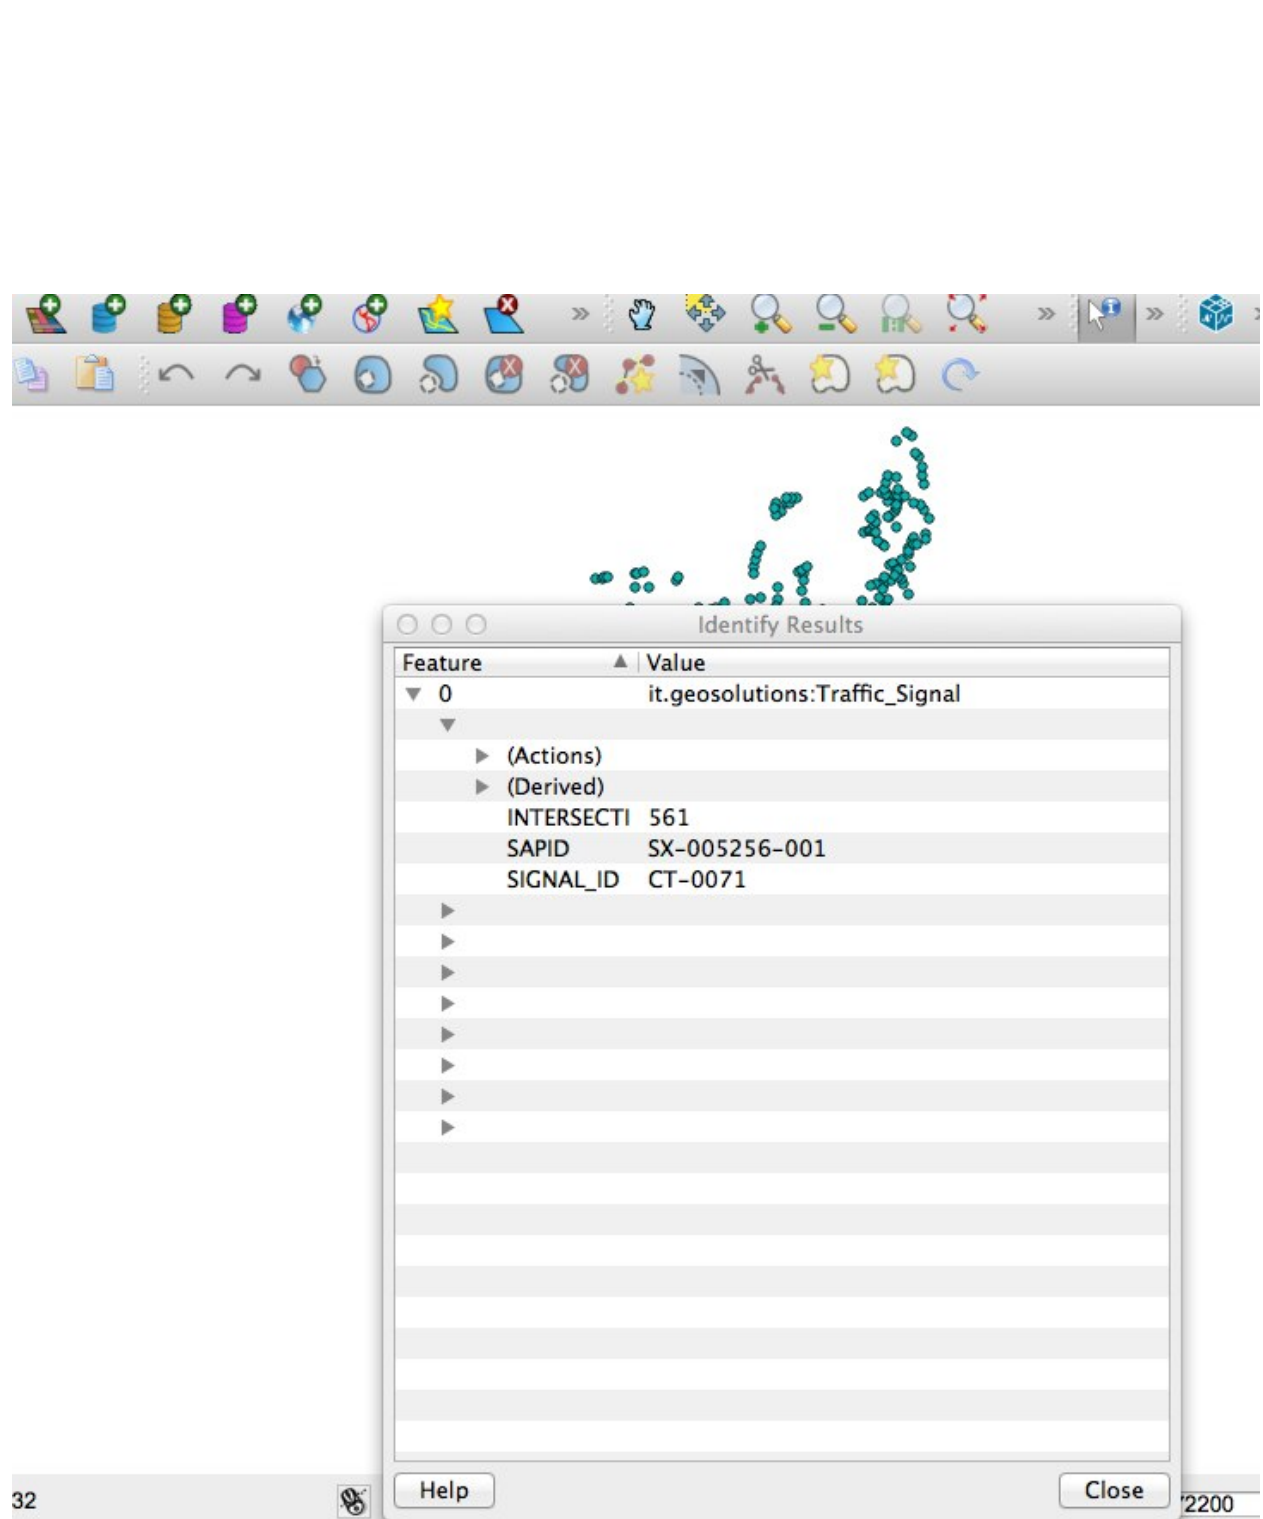 Identify Results
Feature Value
0 it.geosolutions:Traffic_Signal
(Actions)
(Derived)
INTERSECTI 561
SAPID SX-005256-001
SIGNAL_ID CT-0071
Help Close
32 2200